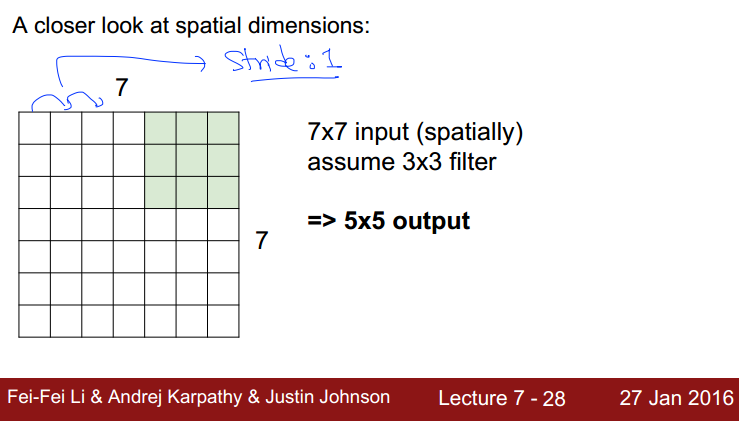 A closer look at spatial dimensions:
Stride: 1
7
7x7 input (spatially)
assume 3x3 filter
=> 5x5 output
7
Fei-Fei Li & Andrej Karpathy & Justin Johnson Lecture 7 - 28 27 Jan 2016